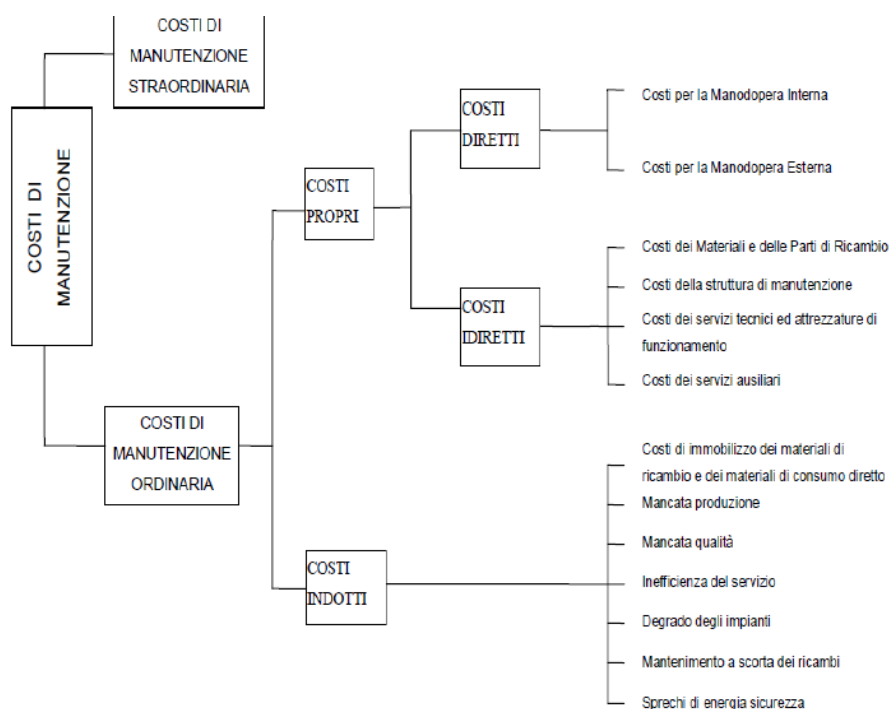 COSTI DI
MANUTENZIONE
STRAORDINARIA
COSTI DI
MANUTENZIONE
COSTI
DIRETTI
Costi per la Manodopera Interna
Costi per la Manodopera Esterna
COSTI
PROPRI
COSTI
IDIRETTI
Costi dei Materiali e delle Parti di Ricambio
Costi della struttura di manutenzione
Costi dei servizi tecnici ed attrezzature di
funzionamento
Costi dei servizi ausiliari
COSTI DI
MANUTENZIONE
ORDINARIA
COSTI
INDOTTI
Costi di immobilizo dei materiali di
ricambio e dei materiali di consumo diretto
Mancata produzione
Mancata qualità
Inefficienza del servizio
Degrado degli impianti
Mantenimento a scorta dei ricambi
Sprechi di energia sicurezza